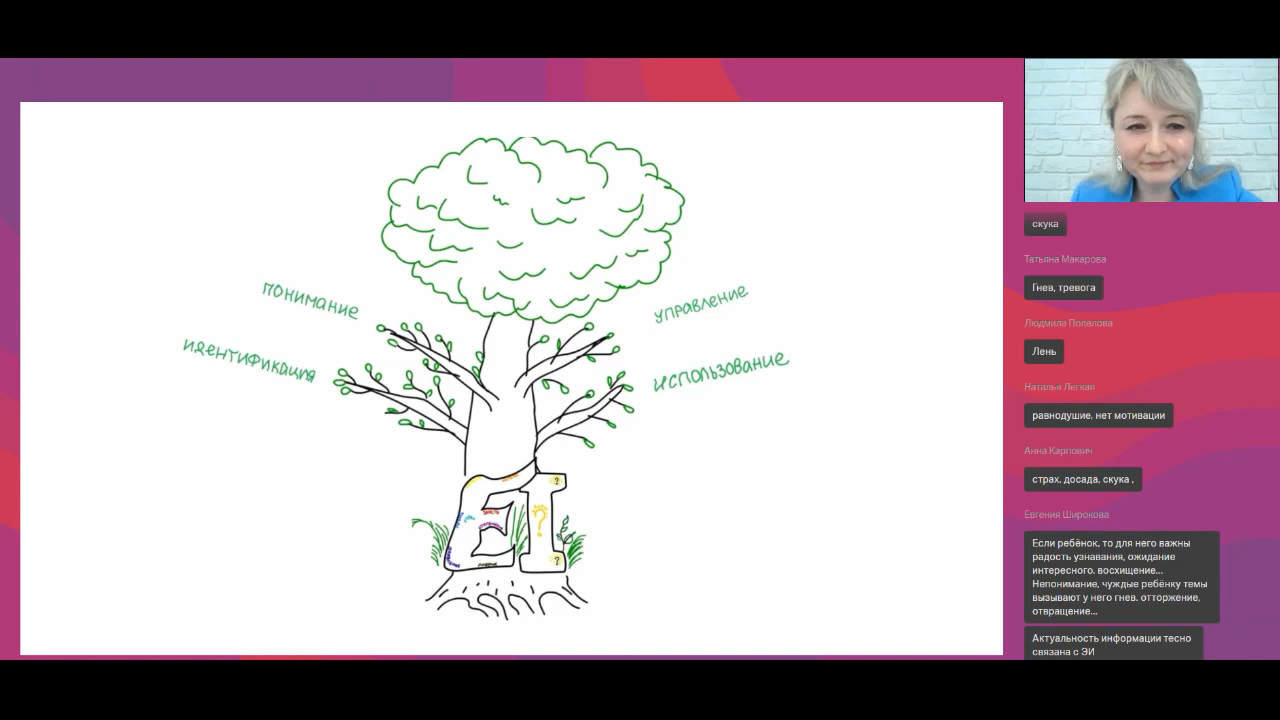 понимание
идентификация
управление
использование
EI
?
?
?
скука
Татьяна Макарова
Гнев, тревога
Людмила Полелова
Лень
Наталья Легкая
равнодушие, нет мотивации
Анна Карпович
страх, досада, скука ,
Евгения Широкова
Если ребёнок, то для него важны
радость узнавания, ожидание
интересного. восхищение...
Непонимание, чуждые ребёнку темы
вызывают у него гнев. отторжение,
отвращение...
Актуальность информации тесно
связана с ЭИ